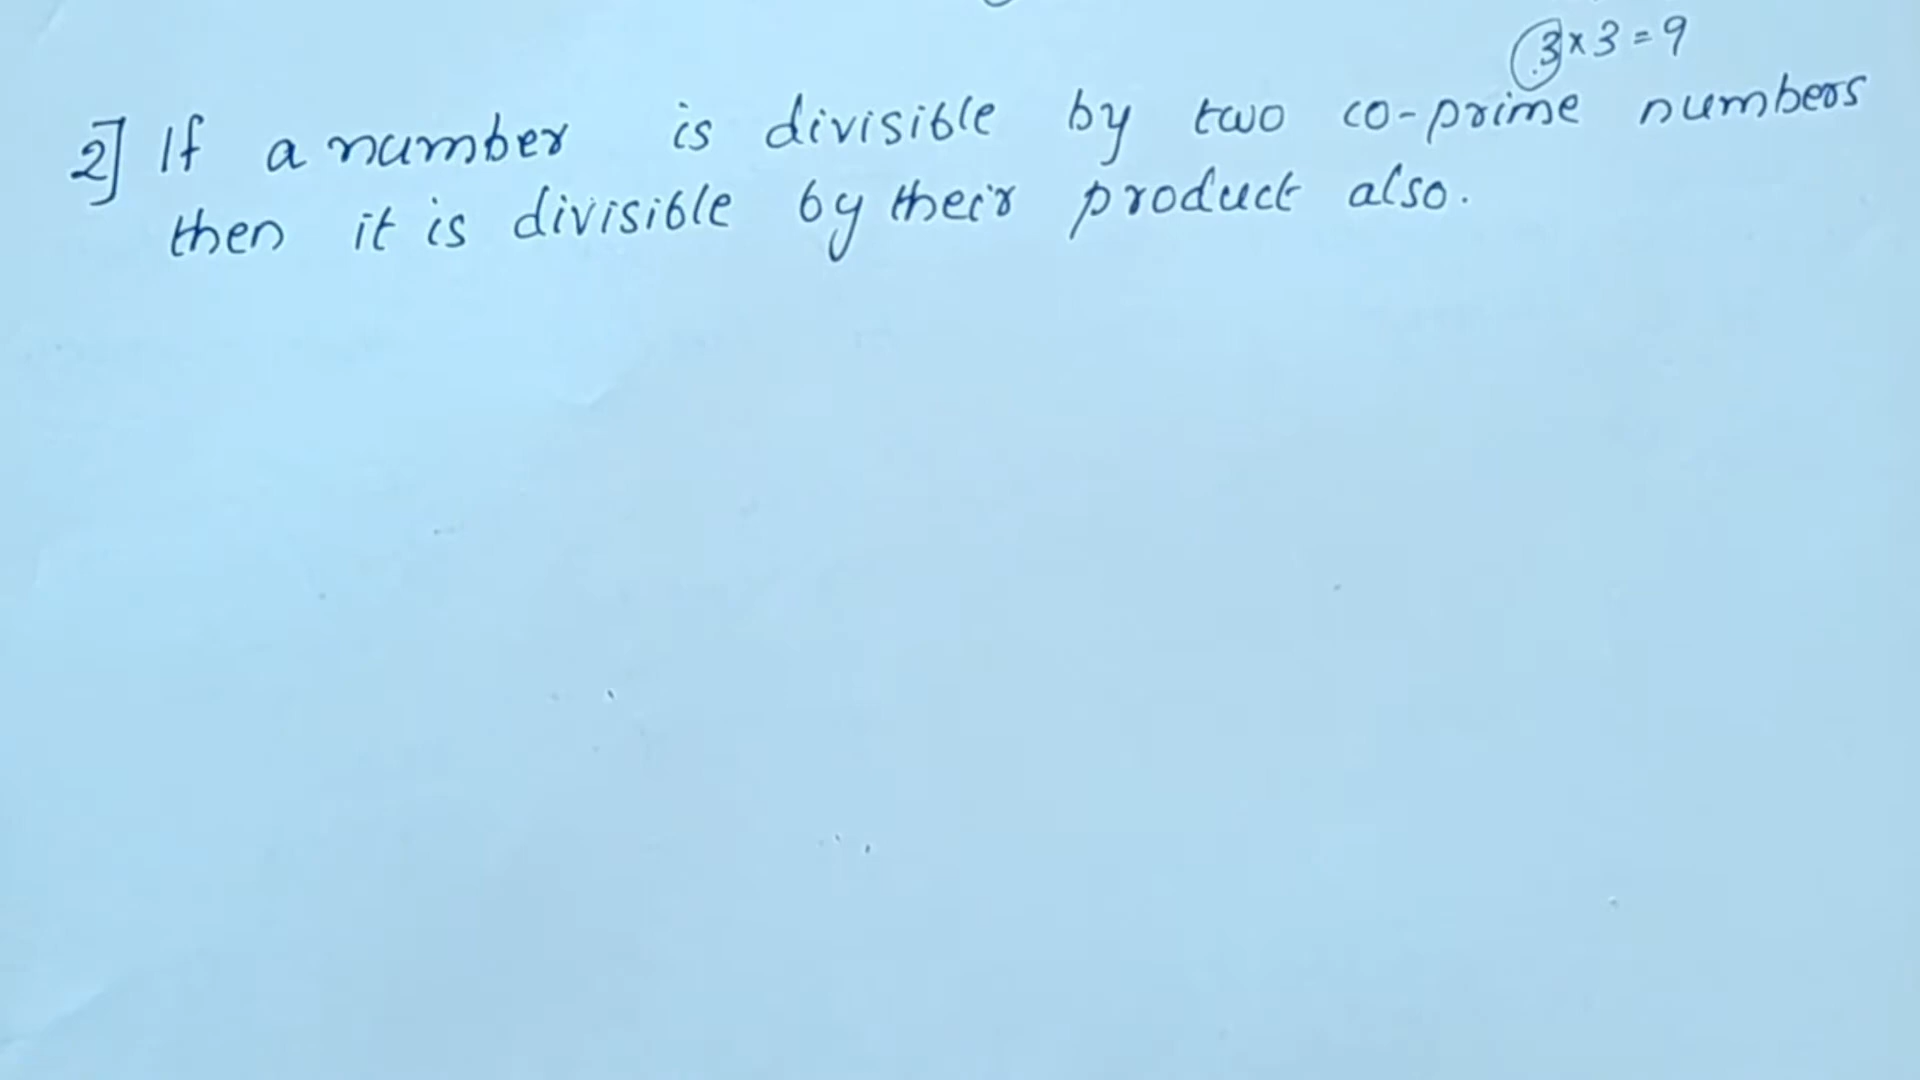 3×3=9
2] If a number is divisible by two co-prime numbers
then it is divisible by their product also.